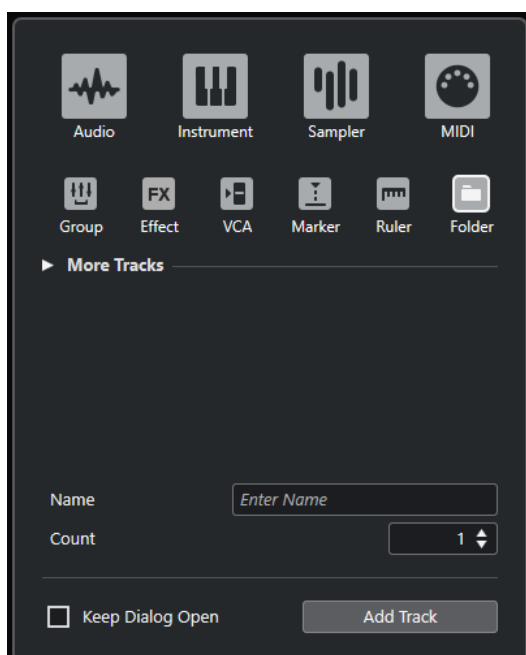 Audio Instrument Sampler MIDI
FX
Group Effect VCA Marker Ruler Folder
More Tracks
Name Enter Name
Count 1
Keep Dialog Open Add Track